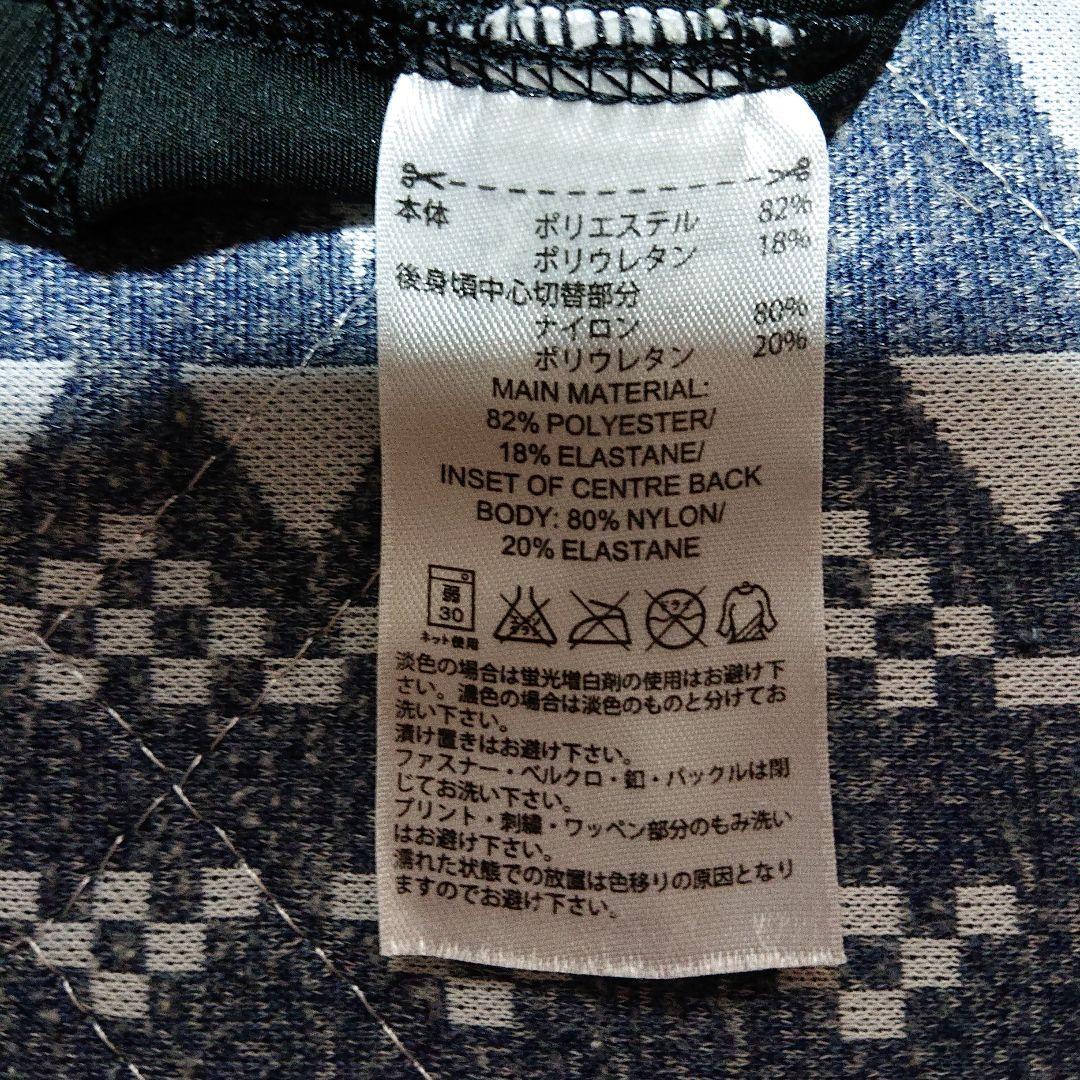 本体 ポリエステル 82%
ポリウレタン 18%
後身頃中心切替部分
ナイロン 80%
ポリウレタン 20%
MAIN MATERIAL:
82% POLYESTER/
18% ELASTANE/
INSET OF CENTRE BACK
BODY: 80% NYLON/
20% ELASTANE
弱
30
ネット使用
エンソ
ドライ
淡色の場合は蛍光増白剤の使用はお避け下
さい。濃色の場合は淡色のものと分けてお
洗い下さい。
漬け置きはお避け下さい。
ファスナー・ベルクロ・釦・バックルは閉
じてお洗い下さい。
プリント・刺繍・ワッペン部分のもみ洗い
はお避け下さい。
濡れた状態での放置は色移りの原因となり
ますのでお避け下さい。